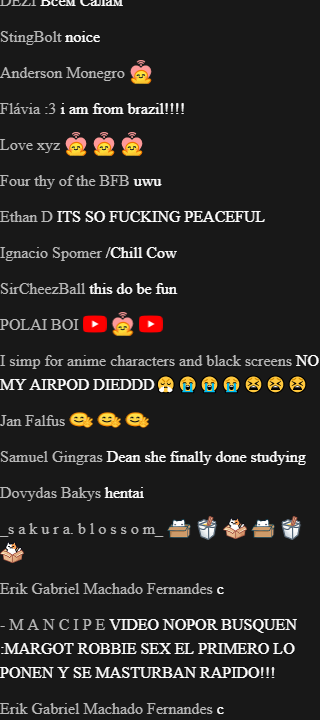 DEZI Всем Салам
StingBolt noice
Anderson Monegro
Flávia :3 i am from brazil!!!!
Love xyz
Four thy of the BFB uwu
Ethan D ITS SO FUCKING PEACEFUL
Ignacio Spomer /Chill Cow
SirCheezBall this do be fun
POLAI BOI
I simp for anime characters and black screens NO
MY AIRPOD DIEDDD 😤 😭 😭 😭 😫 😫 😫
Jan Falfus
Samuel Gingras Dean she finally done studying
Dovydas Bakys hentai
_s a k u r a. b l o s s o m_
Erik Gabriel Machado Fernandes c
- M A N C I P E VIDEO NOPOR BUSQUEN
:MARGOT ROBBIE SEX EL PRIMERO LO
PONEN Y SE MASTURBAN RAPIDO!!!
Erik Gabriel Machado Fernandes c